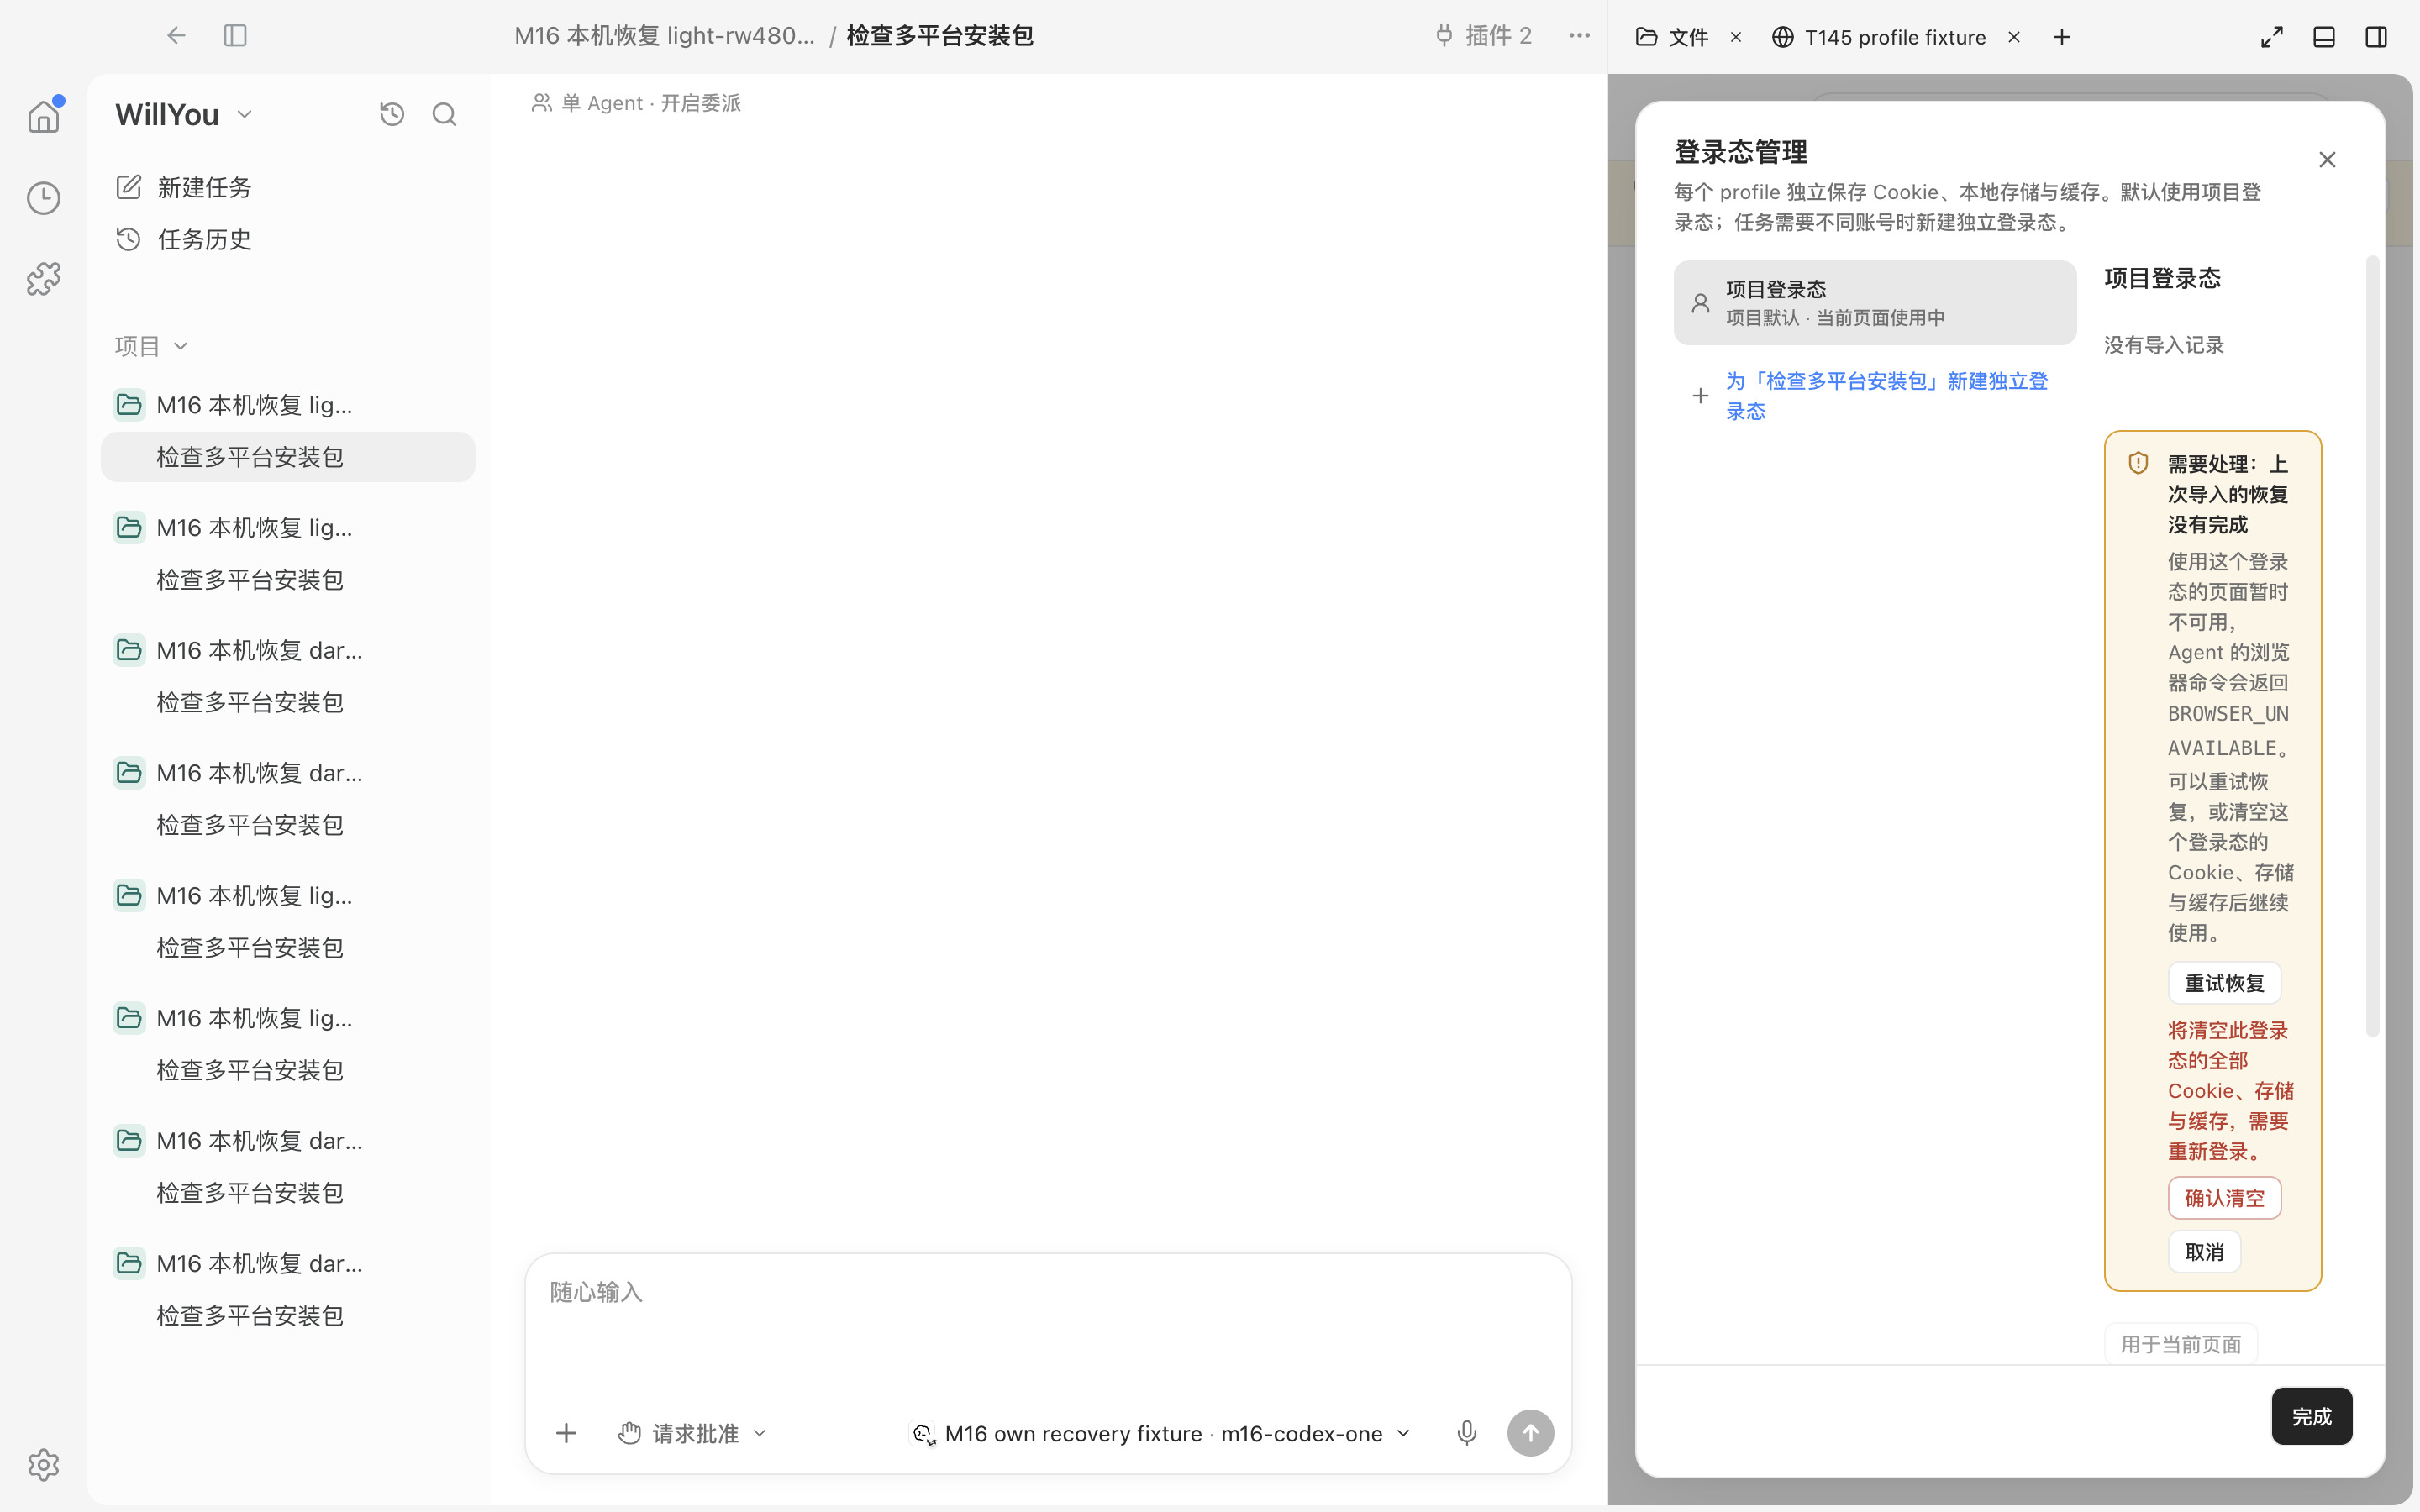 M16 本机恢复 light-rw480... / 检查多平台安装包
插件 2
文件
T145 profile fixture
WillYou
新建任务
任务历史
项目
M16 本机恢复 lig...
检查多平台安装包
M16 本机恢复 lig...
检查多平台安装包
M16 本机恢复 dar...
检查多平台安装包
M16 本机恢复 dar...
检查多平台安装包
M16 本机恢复 lig...
检查多平台安装包
M16 本机恢复 lig...
检查多平台安装包
M16 本机恢复 dar...
检查多平台安装包
M16 本机恢复 dar...
检查多平台安装包
单 Agent · 开启委派
随心输入
请求批准
M16 own recovery fixture · m16-codex-one
登录态管理
每个 profile 独立保存 Cookie、本地存储与缓存。默认使用项目登
录态；任务需要不同账号时新建独立登录态。
项目登录态
项目默认 · 当前页面使用中
为「检查多平台安装包」新建独立登
录态
项目登录态
没有导入记录
需要处理：上
次导入的恢复
没有完成
使用这个登录
态的页面暂时
不可用，
Agent 的浏览
器命令会返回
BROWSER_UN
AVAILABLE。
可以重试恢
复，或清空这
个登录态的
Cookie、存储
与缓存后继续
使用。
重试恢复
将清空此登录
态的全部
Cookie、存储
与缓存，需要
重新登录。
确认清空
取消
用于当前页面
完成